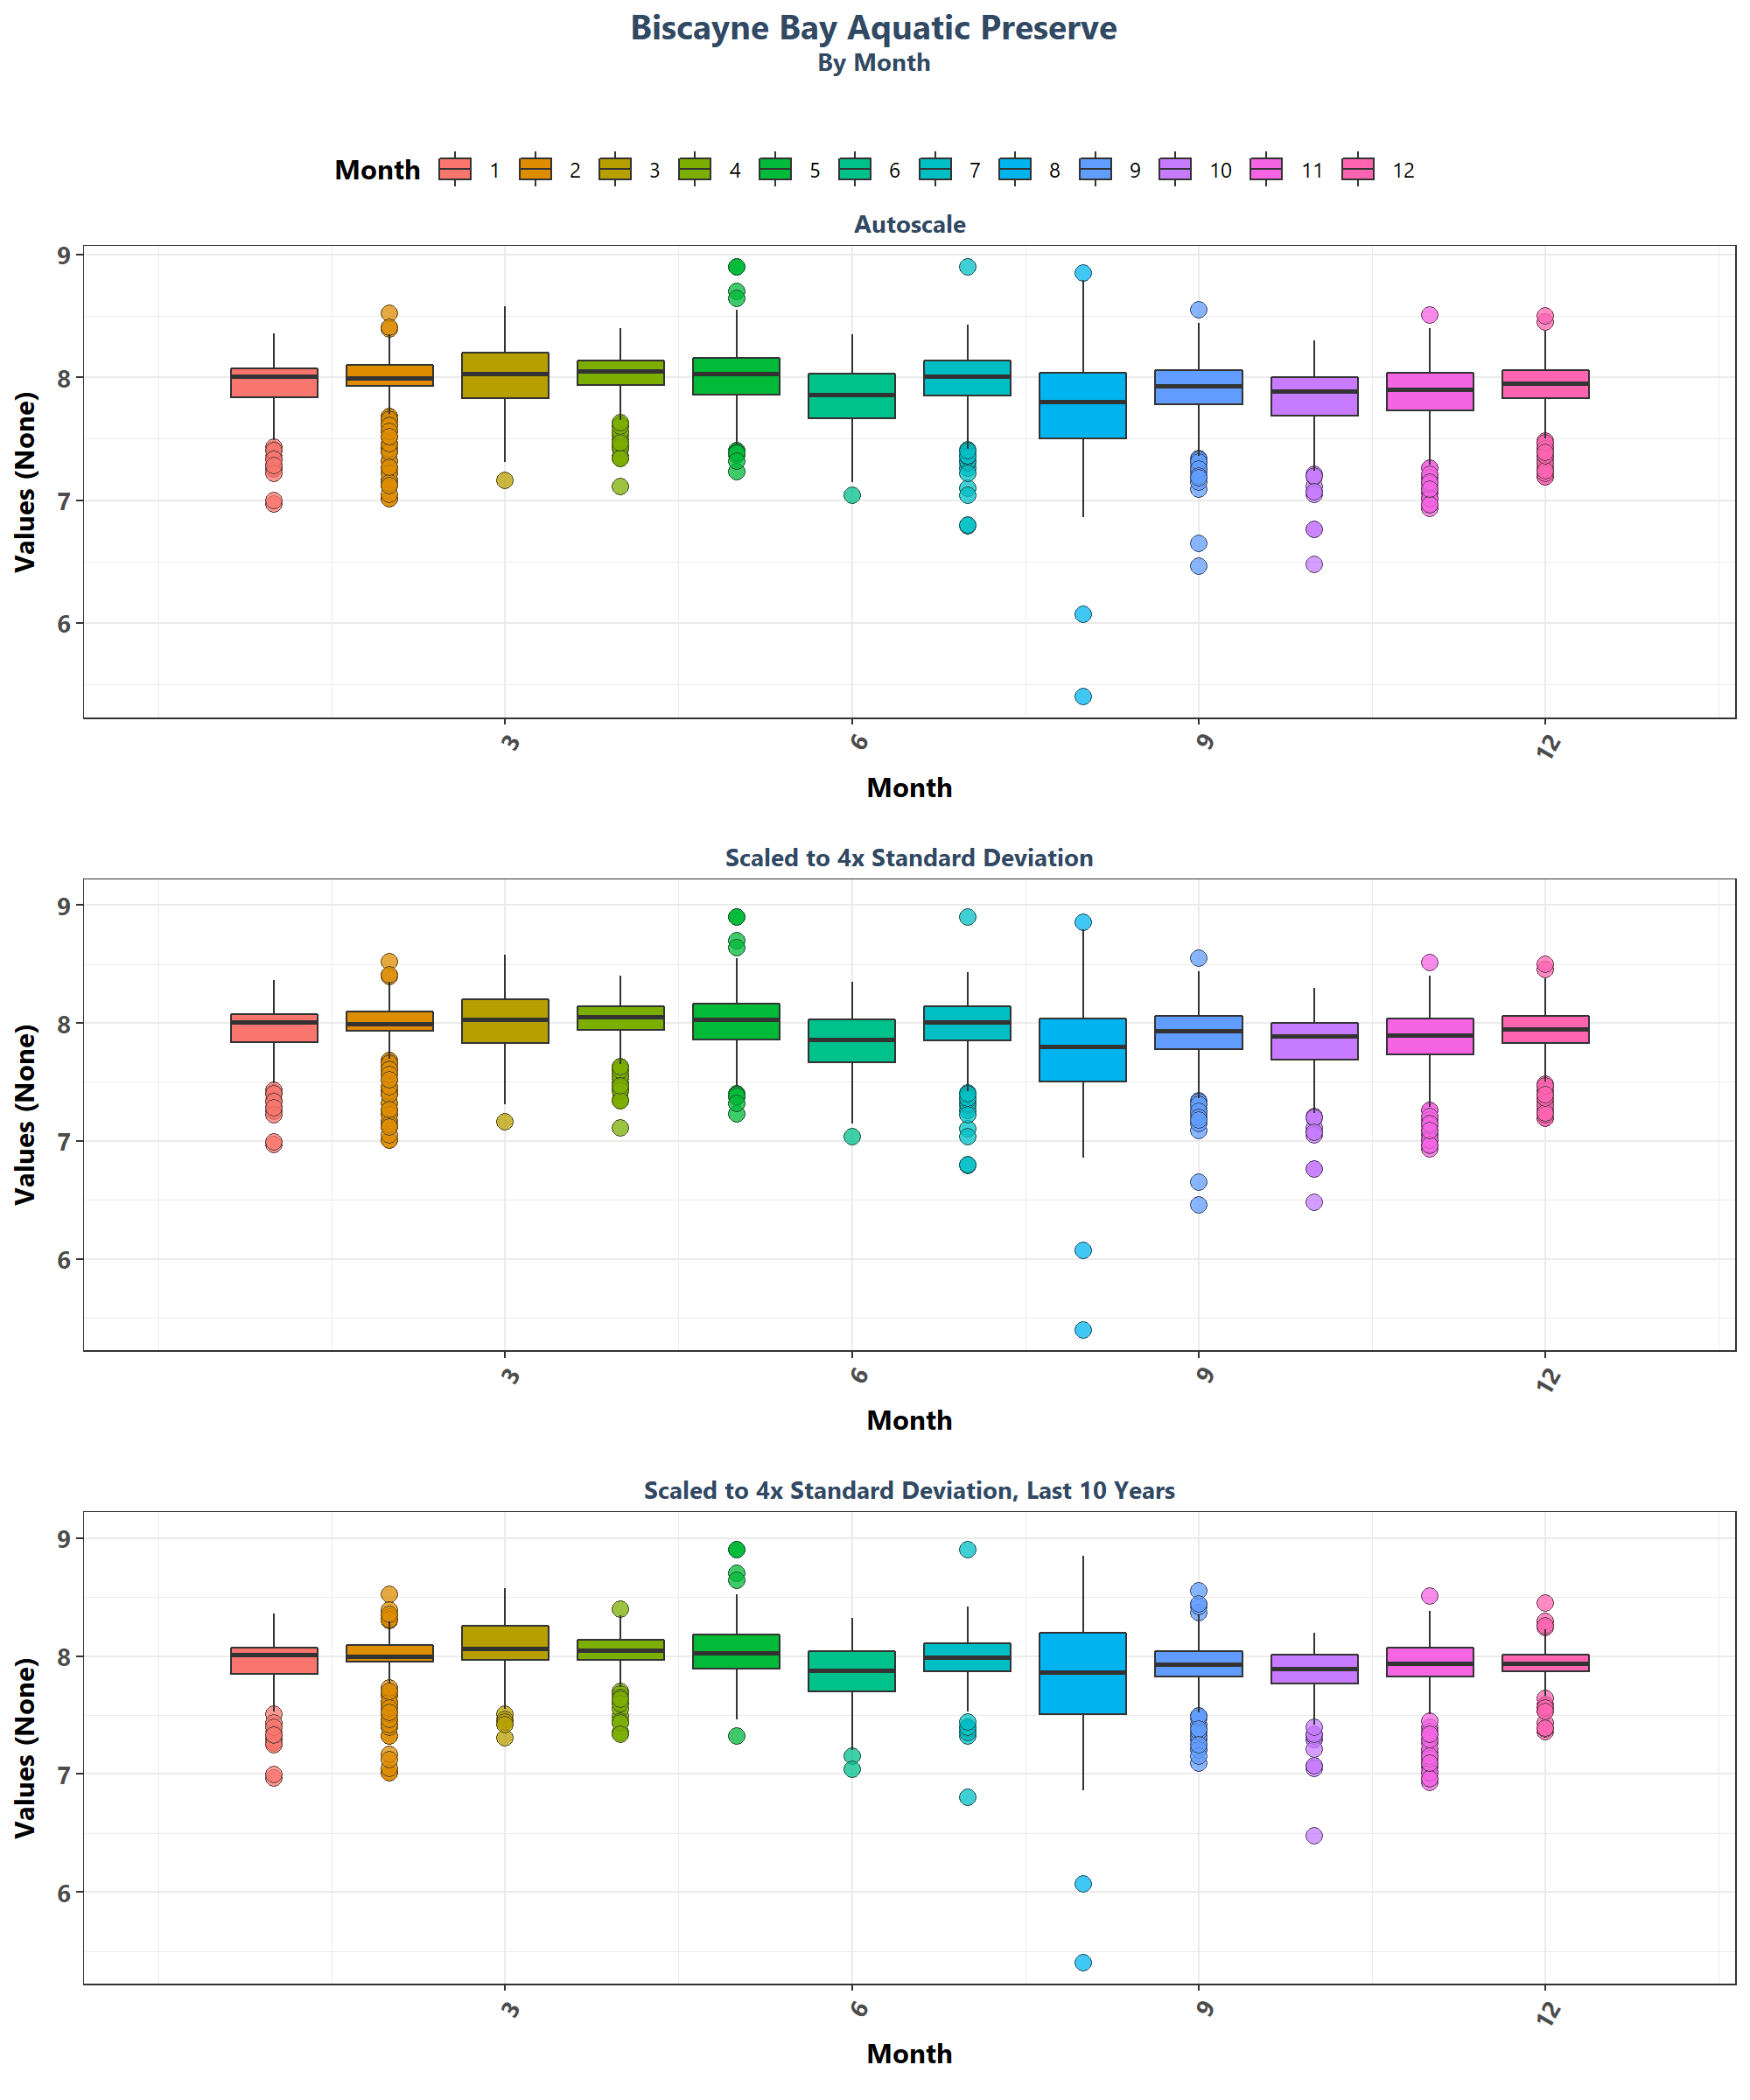 Biscayne Bay Aquatic Preserve
By Month
Month 1 2 3 4 5 6 7 8 9 10 11 12
Autoscale
9
8
7
6
Values (None)
3 6 9 12
Month
Scaled to 4x Standard Deviation
9
8
7
6
Values (None)
3 6 9 12
Month
Scaled to 4x Standard Deviation, Last 10 Years
9
8
7
6
Values (None)
3 6 9 12
Month